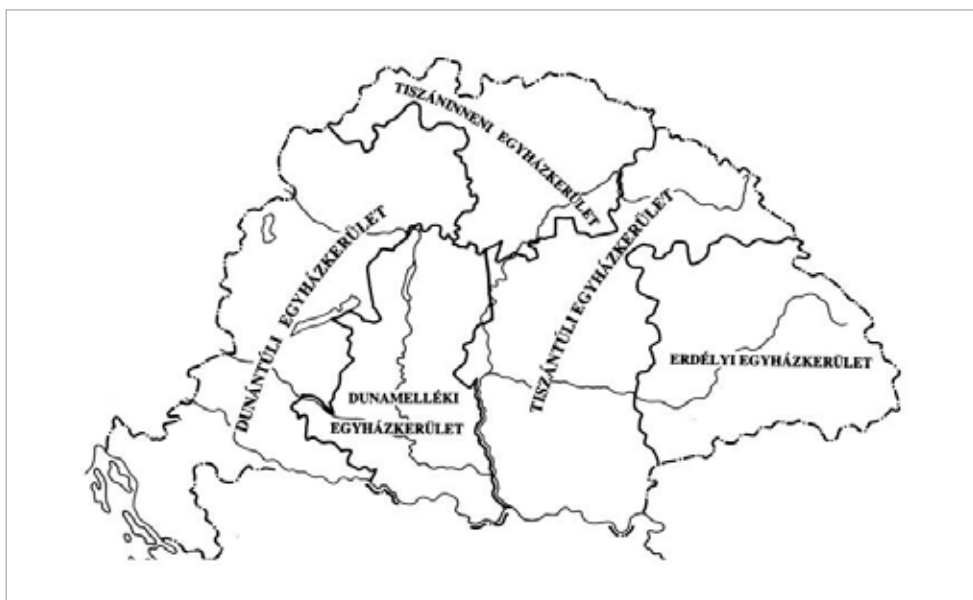 TISZÁNINNENI EGYHÁZKERÜLET
DUNÁNTÚLI EGYHÁZKERÜLET
TISZÁNTÚLI EGYHÁZKERÜLET
ERDÉLYI EGYHÁZKERÜLET
DUNAMELLÉKI
EGYHÁZKERÜLET